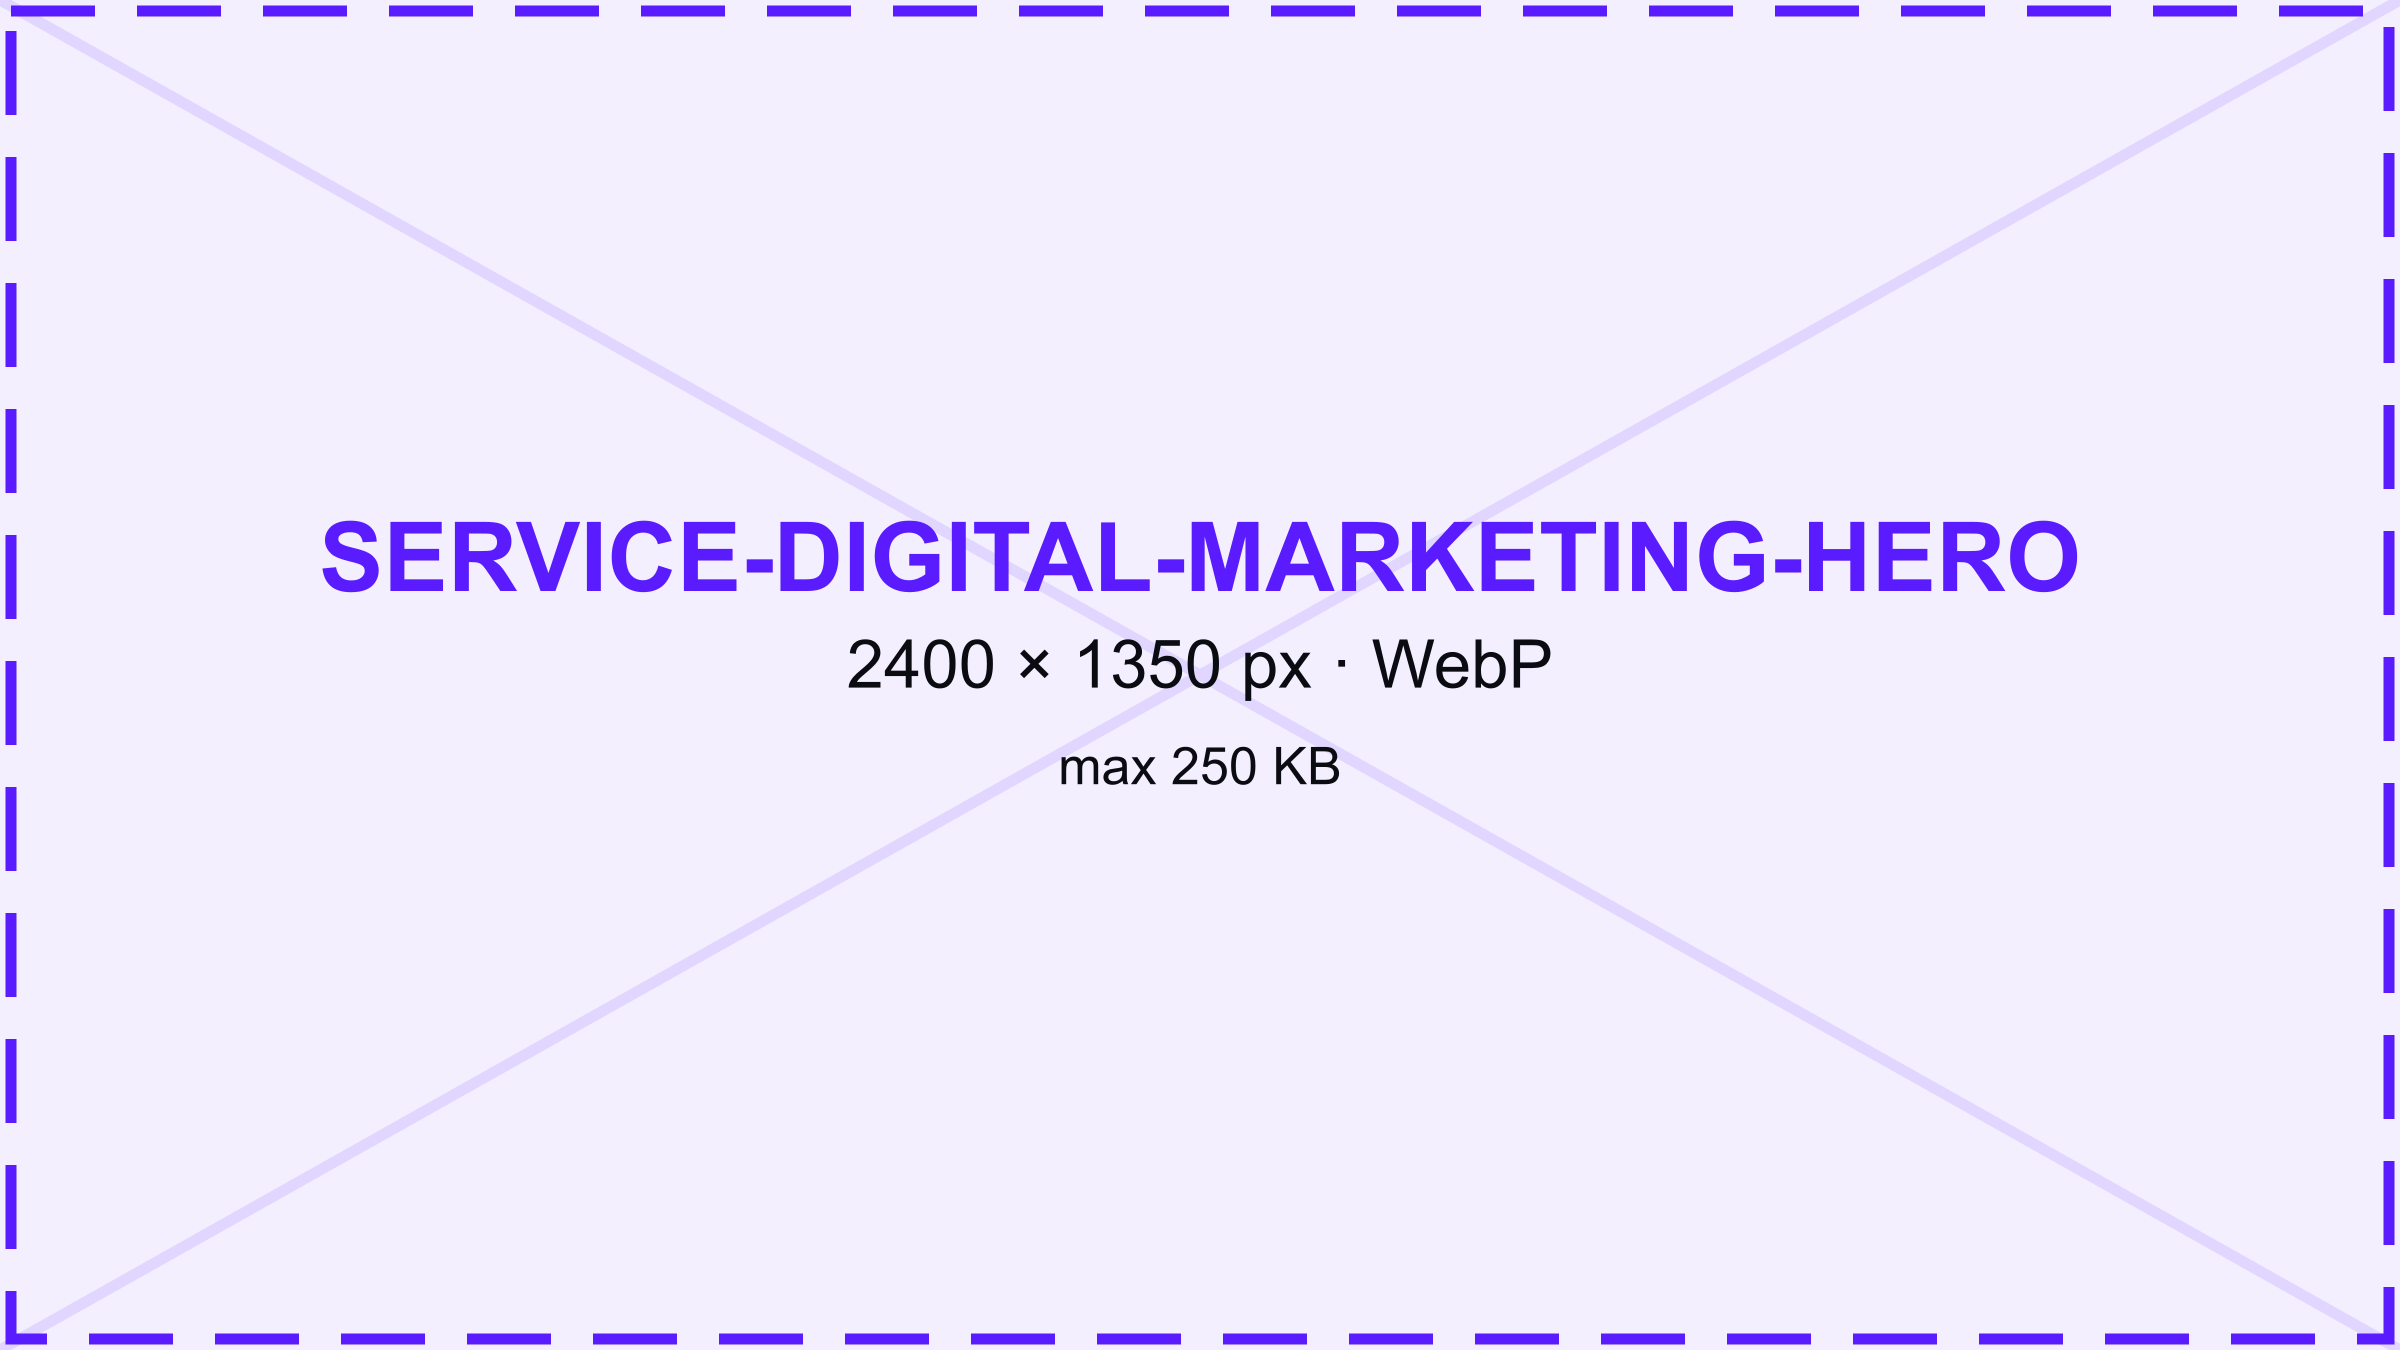 SERVICE-DIGITAL-MARKETING-HERO
2400 × 1350 px · WebP
max 250 KB